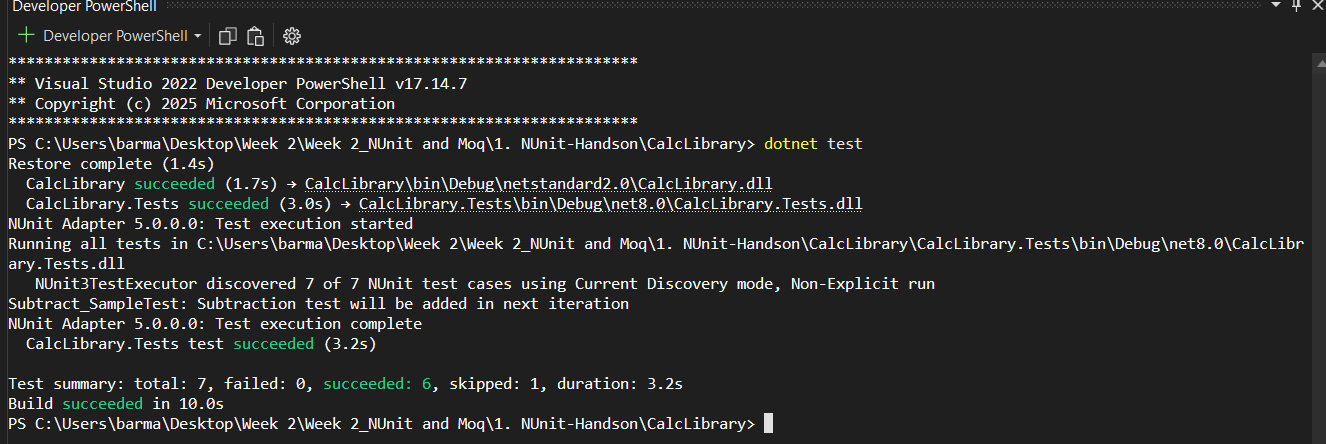 Developer PowerShell
Developer PowerShell
**********************************************************************
** Visual Studio 2022 Developer PowerShell v17.14.7
** Copyright (c) 2025 Microsoft Corporation
**********************************************************************
PS C:\Users\barma\Desktop\Week 2\Week 2_NUnit and Moq\1. NUnit-Handson\CalcLibrary> dotnet test
Restore complete (1.4s)
  CalcLibrary succeeded (1.7s) → CalcLibrary\bin\Debug\netstandard2.0\CalcLibrary.dll
  CalcLibrary.Tests succeeded (3.0s) → CalcLibrary.Tests\bin\Debug\net8.0\CalcLibrary.Tests.dll
NUnit Adapter 5.0.0.0: Test execution started
Running all tests in C:\Users\barma\Desktop\Week 2\Week 2_NUnit and Moq\1. NUnit-Handson\CalcLibrary\CalcLibrary.Tests\bin\Debug\net8.0\CalcLibr
ary.Tests.dll
   NUnit3TestExecutor discovered 7 of 7 NUnit test cases using Current Discovery mode, Non-Explicit run
Subtract_SampleTest: Subtraction test will be added in next iteration
NUnit Adapter 5.0.0.0: Test execution complete
  CalcLibrary.Tests test succeeded (3.2s)

Test summary: total: 7, failed: 0, succeeded: 6, skipped: 1, duration: 3.2s
Build succeeded in 10.0s
PS C:\Users\barma\Desktop\Week 2\Week 2_NUnit and Moq\1. NUnit-Handson\CalcLibrary>